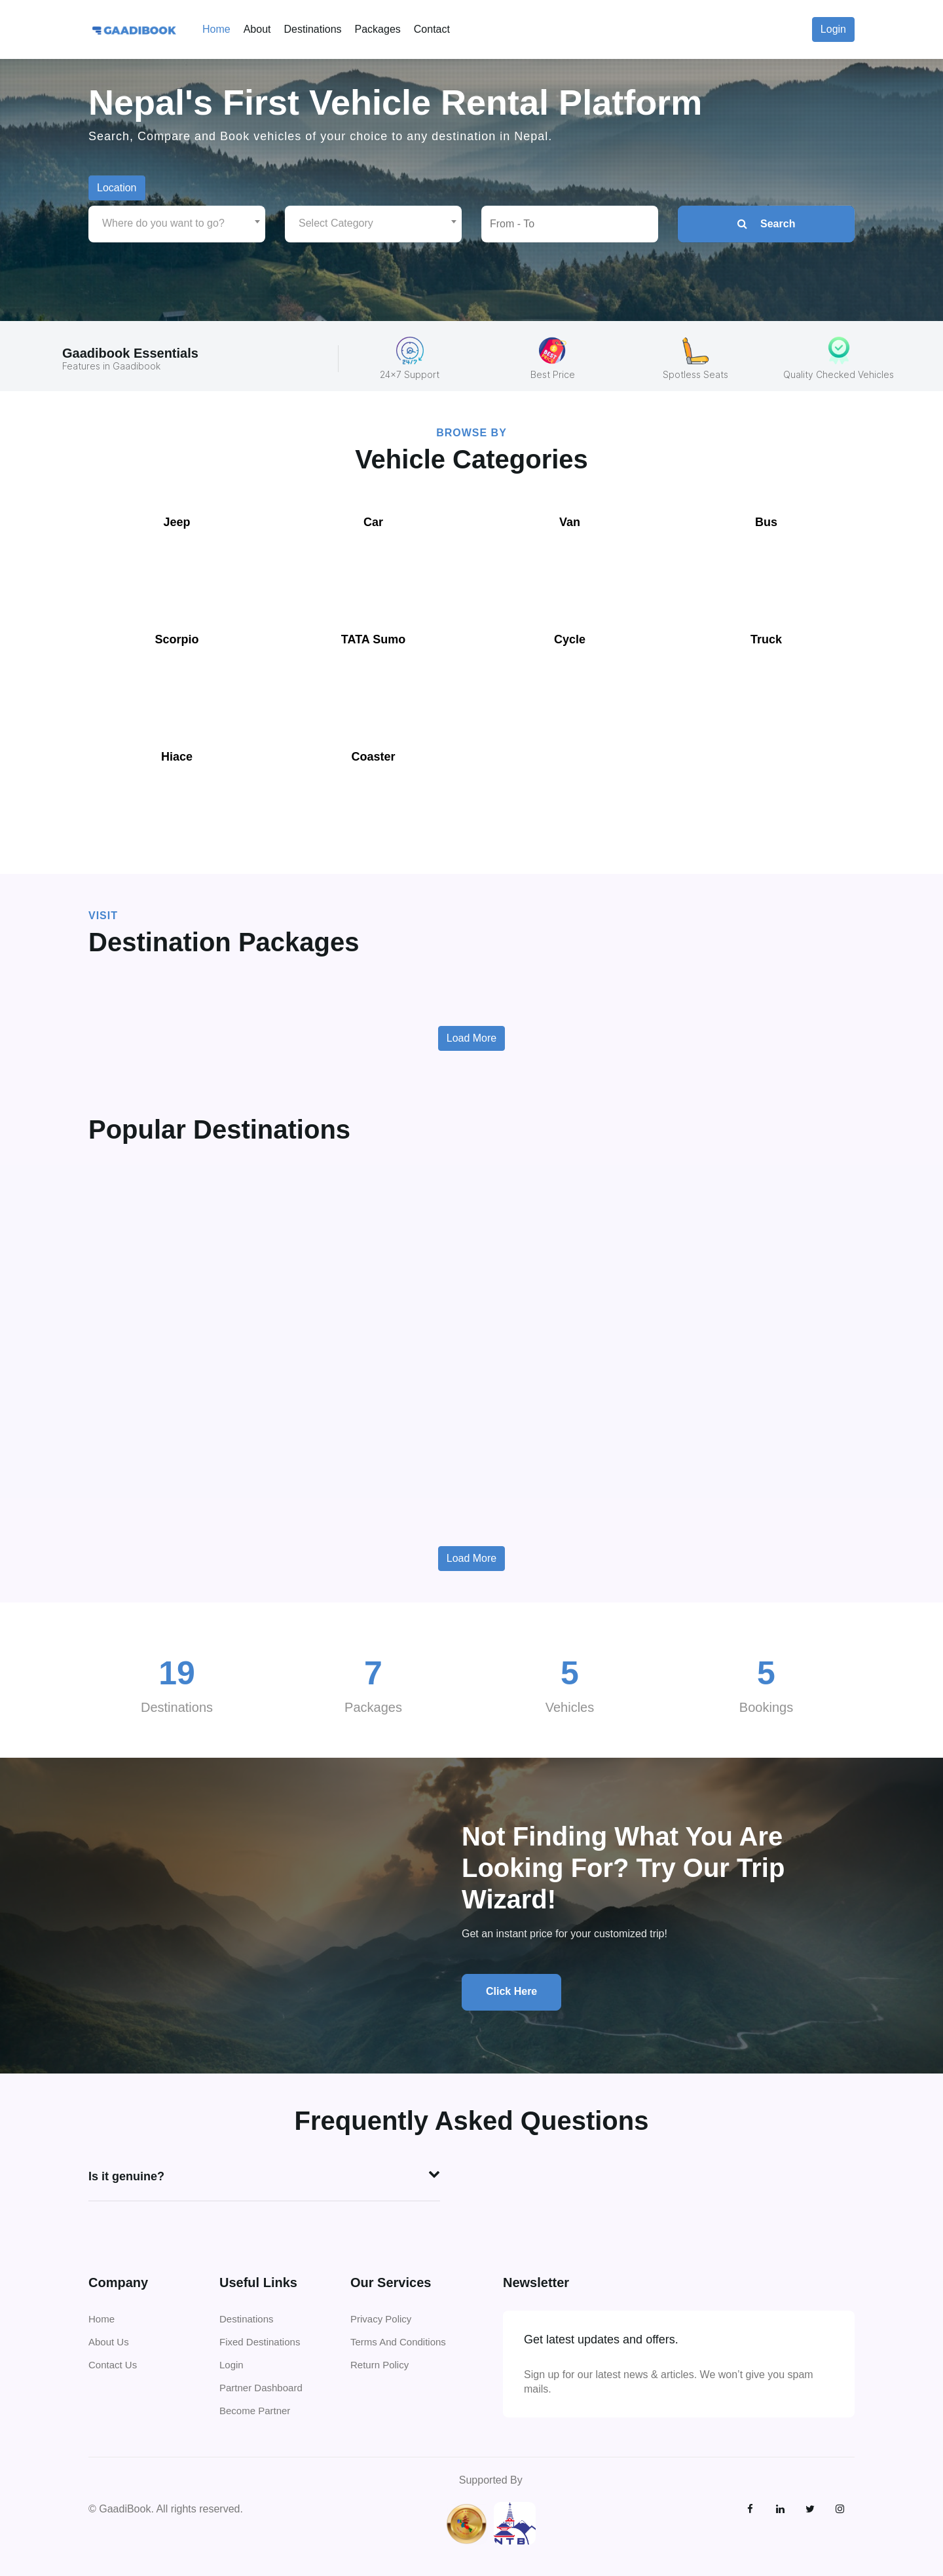 GAADIBOOK
Home About Destinations Packages Contact
Login
Nepal's First Vehicle Rental Platform
Search, Compare and Book vehicles of your choice to any destination in Nepal.
Location
Where do you want to go?
Select Category
From - To
Search
Gaadibook Essentials
Features in Gaadibook
24/7
24x7 Support
BEST
Best Price
Spotless Seats
Quality Checked Vehicles
BROWSE BY
Vehicle Categories
Jeep
Car
Van
Bus
Scorpio
TATA Sumo
Cycle
Truck
Hiace
Coaster
VISIT
Destination Packages
Load More
Popular Destinations
Load More
19
Destinations
7
Packages
5
Vehicles
5
Bookings
Not Finding What You Are
Looking For? Try Our Trip
Wizard!
Get an instant price for your customized trip!
Click Here
Frequently Asked Questions
Is it genuine?
Company
Home
About Us
Contact Us
Useful Links
Destinations
Fixed Destinations
Login
Partner Dashboard
Become Partner
Our Services
Privacy Policy
Terms And Conditions
Return Policy
Newsletter
Get latest updates and offers.
Sign up for our latest news & articles. We won’t give you spam
mails.
© GaadiBook. All rights reserved.
Supported By
NTB